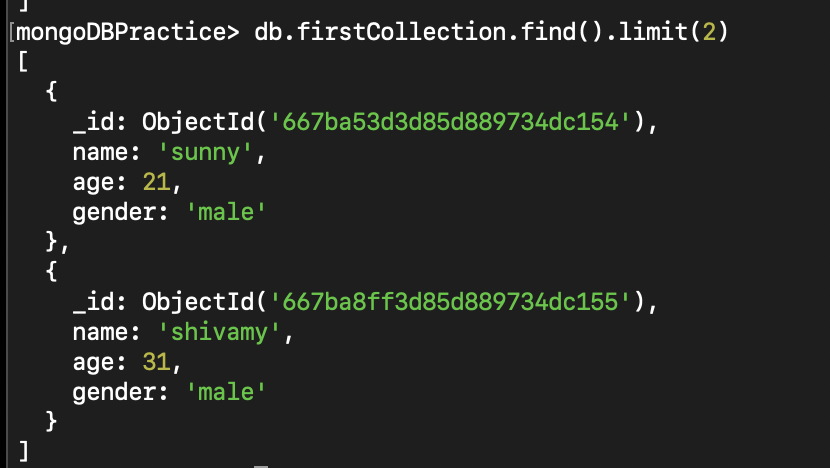 ]
[mongoDBPractice> db.firstCollection.find().limit(2)
[
  {
    _id: ObjectId('667ba53d3d85d889734dc154'),
    name: 'sunny',
    age: 21,
    gender: 'male'
  },
  {
    _id: ObjectId('667ba8ff3d85d889734dc155'),
    name: 'shivamy',
    age: 31,
    gender: 'male'
  }
]